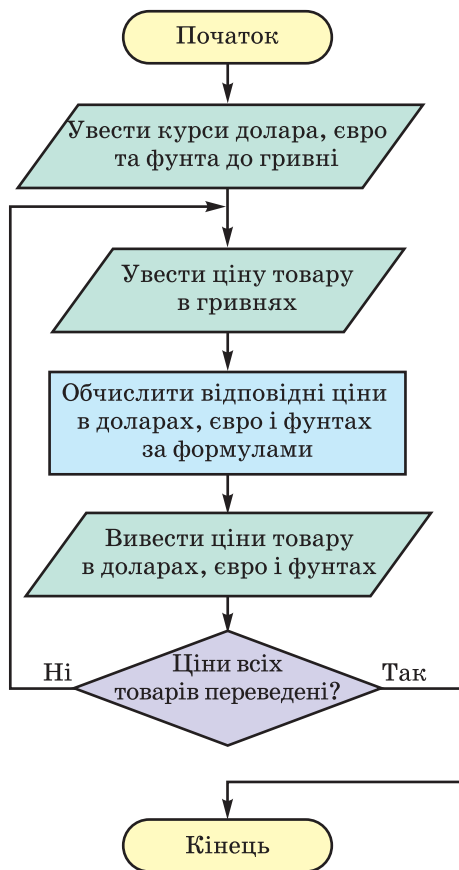 Початок
Увести курси долара, євро
та фунта до гривні
Увести ціну товару
в гривнях
Обчислити відповідні ціни
в доларах, євро і фунтах
за формулами
Вивести ціни товару
в доларах, євро і фунтах
Ні
Ціни всіх
товарів переведені?
Так
Кінець